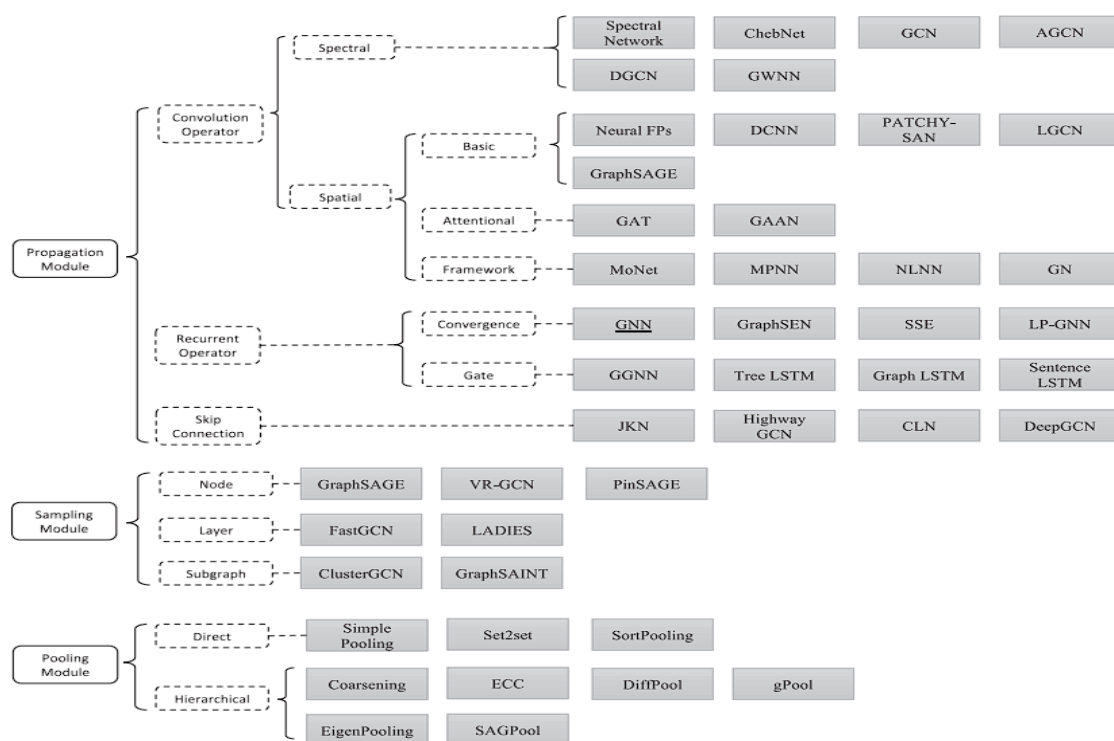 Spectral
Spectral
Network
ChebNet
GCN
AGCN
DGCN
GWNN
Convolution
Operator
Neural FPs
DCNN
PATCHY-
SAN
LGCN
Basic
GraphSAGE
Spatial
Attentional
GAT
GAAN
Propagation
Module
Framework
MoNet
MPNN
NLNN
GN
Recurrent
Operator
Convergence
GNN
GraphSEN
SSE
LP-GNN
Gate
GGNN
Tree LSTM
Graph LSTM
Sentence
LSTM
Skip
Connection
JKN
Highway
GCN
CLN
DeepGCN
Sampling
Module
Node
GraphSAGE
VR-GCN
PinSAGE
Layer
FastGCN
LADIES
Subgraph
ClusterGCN
GraphSAINT
Pooling
Module
Direct
Simple
Pooling
Set2set
SortPooling
Hierarchical
Coarsening
ECC
DiffPool
gPool
EigenPooling
SAGPool